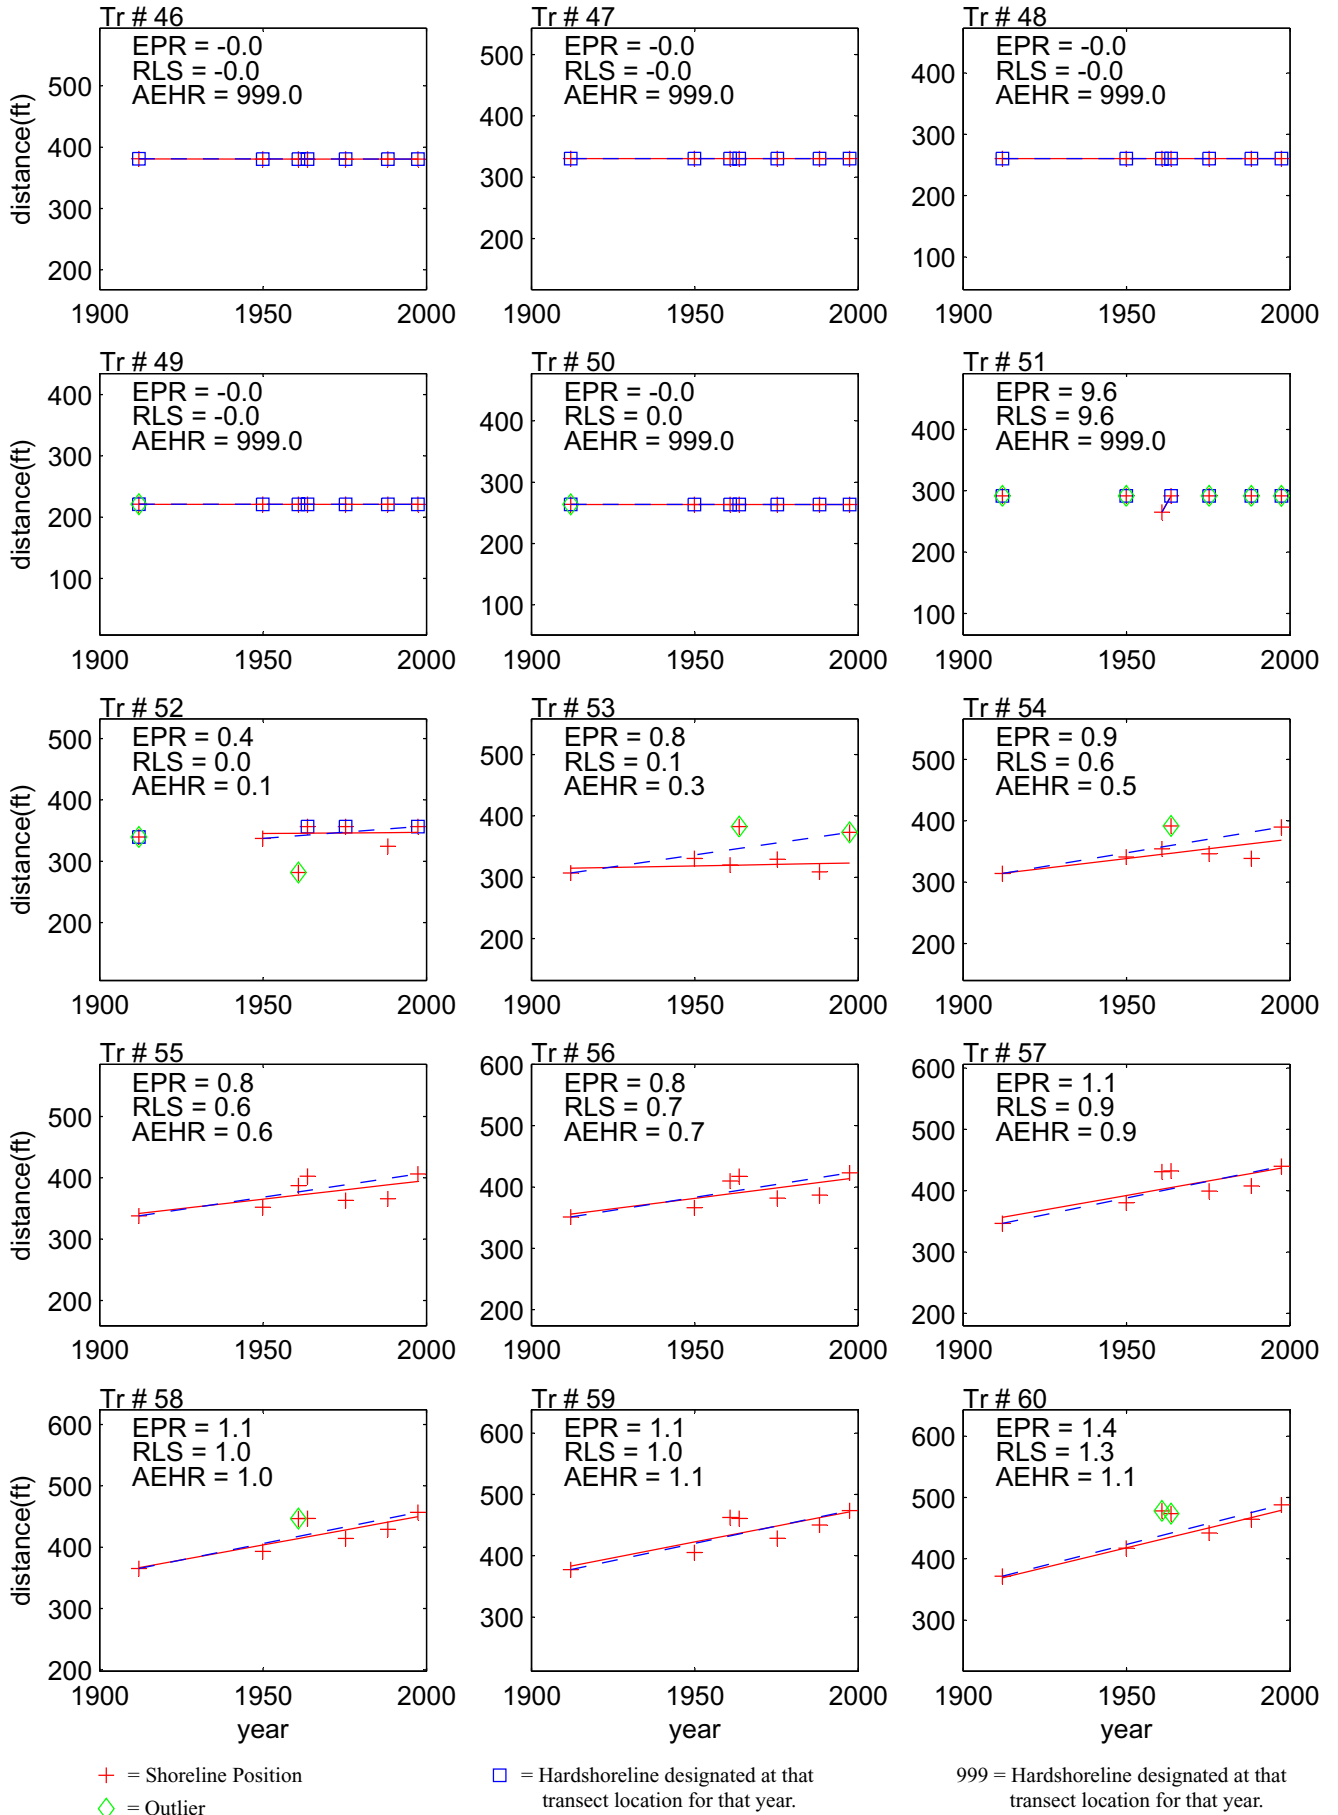 Tr # 46
EPR = -0.0
RLS = -0.0
AEHR = 999.0
500
400
300
200
distance(ft)
1900 1950 2000
Tr # 47
EPR = -0.0
RLS = -0.0
AEHR = 999.0
500
400
300
200
1900 1950 2000
Tr # 48
EPR = -0.0
RLS = -0.0
AEHR = 999.0
400
300
200
100
1900 1950 2000
Tr # 49
EPR = -0.0
RLS = -0.0
AEHR = 999.0
400
300
200
100
distance(ft)
1900 1950 2000
Tr # 50
EPR = -0.0
RLS = 0.0
AEHR = 999.0
400
300
200
100
1900 1950 2000
Tr # 51
EPR = 9.6
RLS = 9.6
AEHR = 999.0
400
300
200
100
1900 1950 2000
Tr # 52
EPR = 0.4
RLS = 0.0
AEHR = 0.1
500
400
300
200
distance(ft)
1900 1950 2000
Tr # 53
EPR = 0.8
RLS = 0.1
AEHR = 0.3
500
400
300
200
1900 1950 2000
Tr # 54
EPR = 0.9
RLS = 0.6
AEHR = 0.5
500
400
300
200
1900 1950 2000
Tr # 55
EPR = 0.8
RLS = 0.6
AEHR = 0.6
500
400
300
200
distance(ft)
1900 1950 2000
Tr # 56
EPR = 0.8
RLS = 0.7
AEHR = 0.7
600
500
400
300
200
1900 1950 2000
Tr # 57
EPR = 1.1
RLS = 0.9
AEHR = 0.9
600
500
400
300
200
1900 1950 2000
Tr # 58
EPR = 1.1
RLS = 1.0
AEHR = 1.0
600
500
400
300
200
distance(ft)
1900 1950 2000
year
Tr # 59
EPR = 1.1
RLS = 1.0
AEHR = 1.1
600
500
400
300
1900 1950 2000
year
Tr # 60
EPR = 1.4
RLS = 1.3
AEHR = 1.1
600
500
400
300
1900 1950 2000
year
= Shoreline Position
= Outlier
= Hardshoreline designated at that
transect location for that year.
999 = Hardshoreline designated at that
transect location for that year.